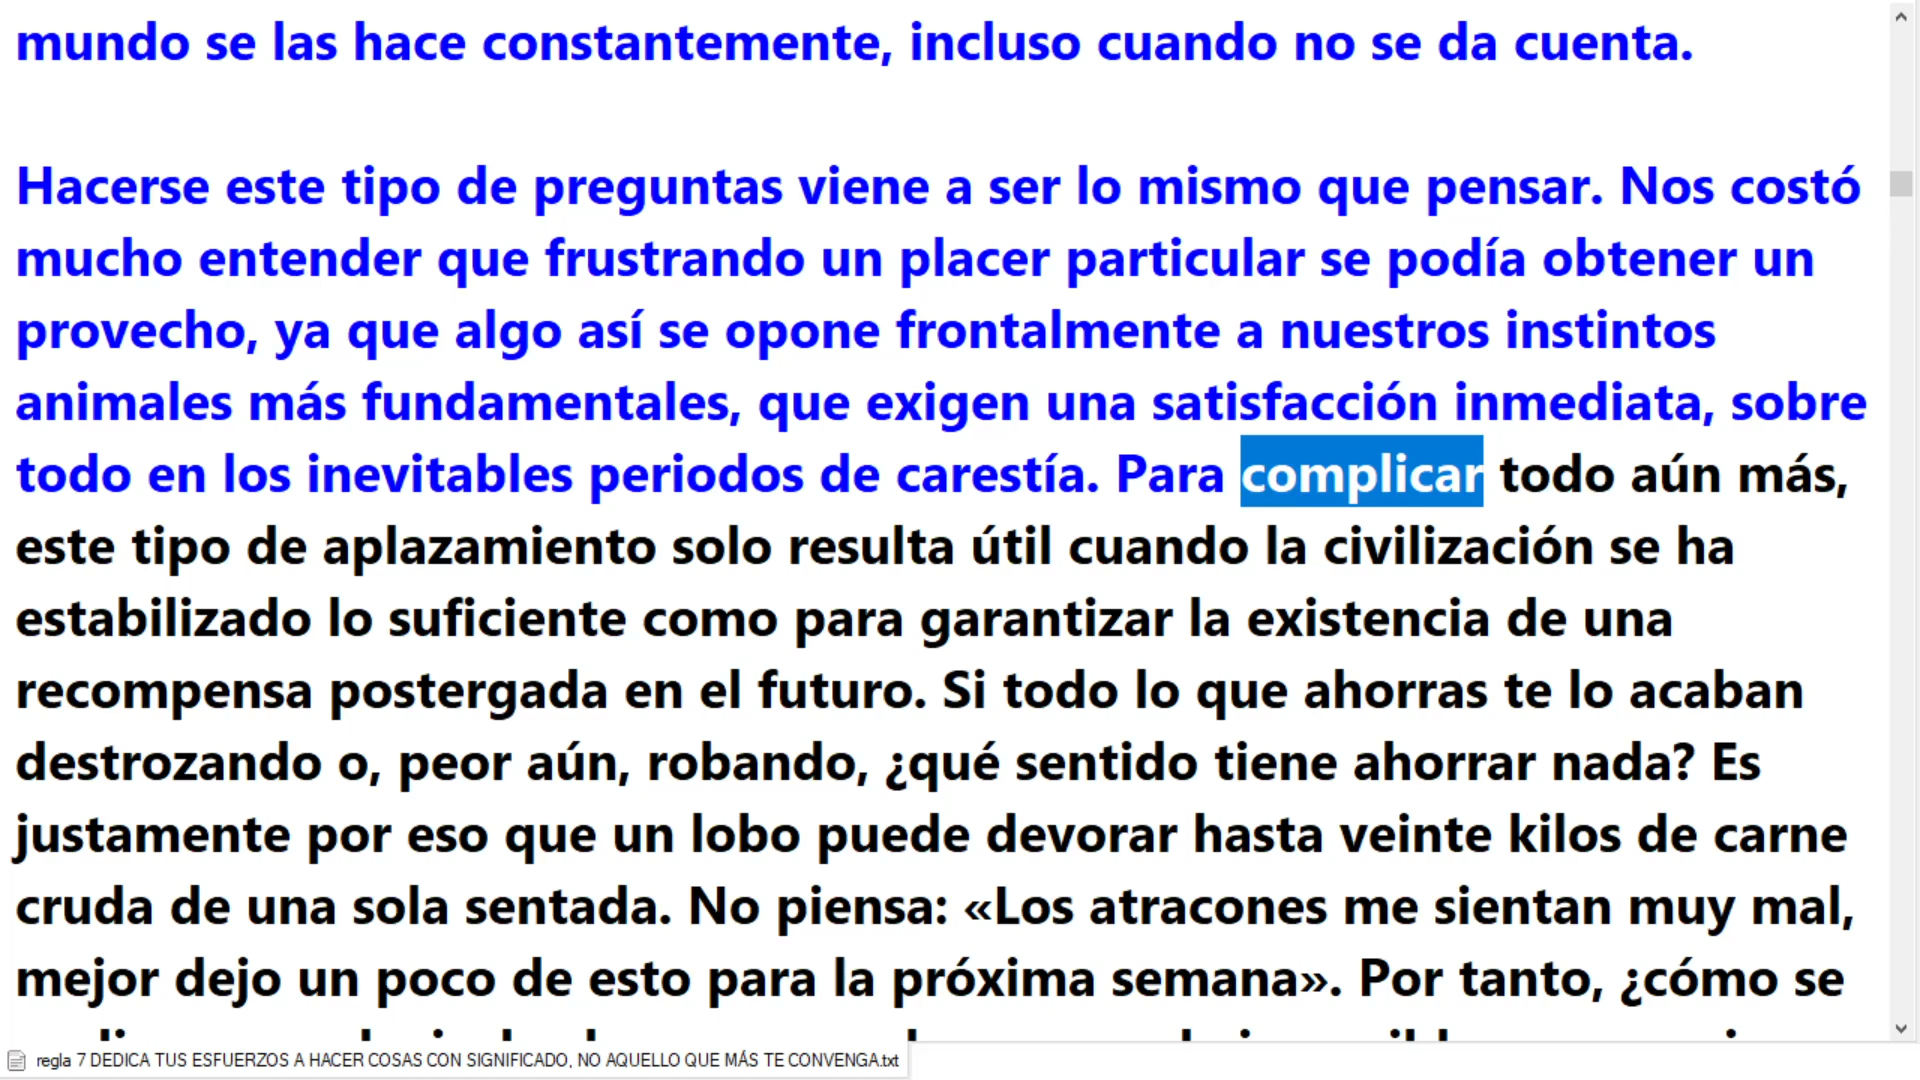 mundo se las hace constantemente, incluso cuando no se da cuenta.
Hacerse este tipo de preguntas viene a ser lo mismo que pensar. Nos costó
mucho entender que frustrando un placer particular se podía obtener un
provecho, ya que algo así se opone frontalmente a nuestros instintos
animales más fundamentales, que exigen una satisfacción inmediata, sobre
todo en los inevitables periodos de carestía. Para complicar todo aún más,
este tipo de aplazamiento solo resulta útil cuando la civilización se ha
estabilizado lo suficiente como para garantizar la existencia de una
recompensa postergada en el futuro. Si todo lo que ahorras te lo acaban
destrozando o, peor aún, robando, ¿qué sentido tiene ahorrar nada? Es
justamente por eso que un lobo puede devorar hasta veinte kilos de carne
cruda de una sola sentada. No piensa: «Los atracones me sientan muy mal,
mejor dejo un poco de esto para la próxima semana». Por tanto, ¿cómo se
regla 7 DEDICA TUS ESFUERZOS A HACER COSAS CON SIGNIFICADO, NO AQUELLO QUE MÁS TE CONVENGA.txt